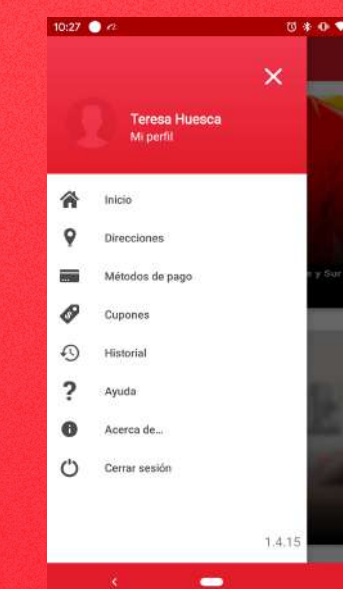 10:27
Teresa Huesca
Mi perfil
Inicio
Direcciones
Métodos de pago
e y Sur
Cupones
Historial
Ayuda
Acerca de...
Cerrar sesión
1.4.15